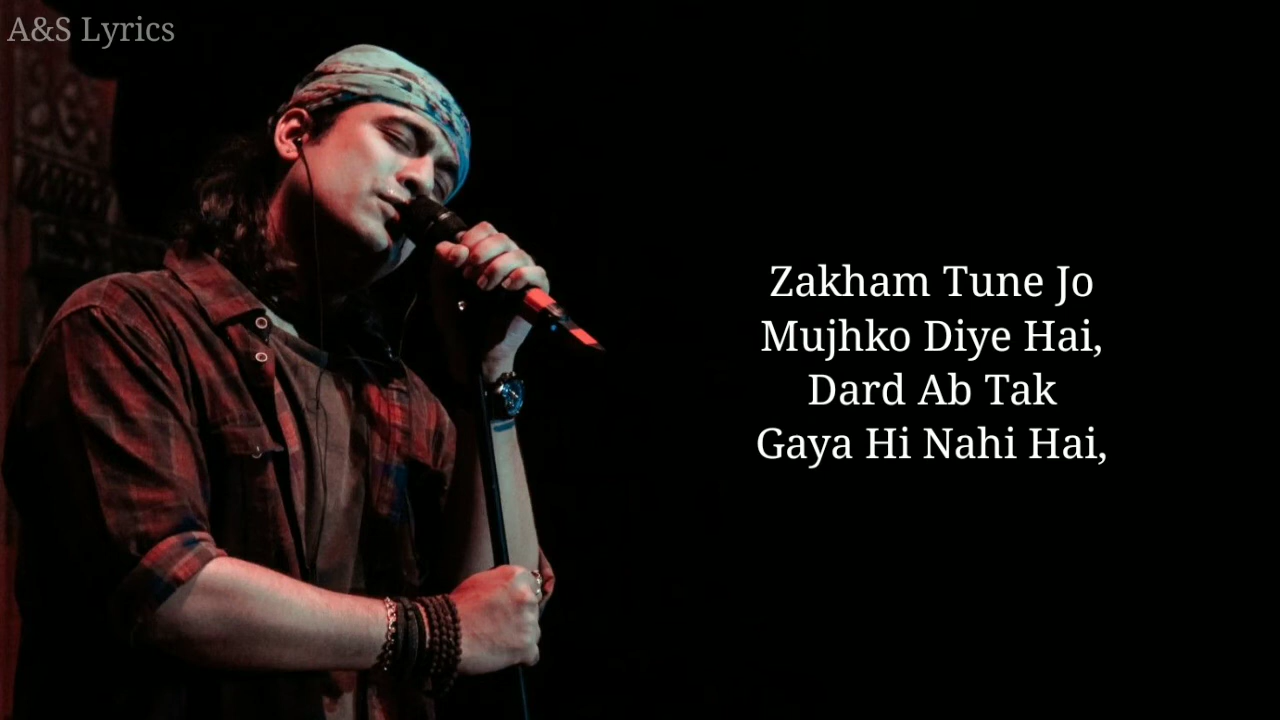 A&S Lyrics
Zakham Tune Jo
Mujhko Diye Hai,
Dard Ab Tak
Gaya Hi Nahi Hai,